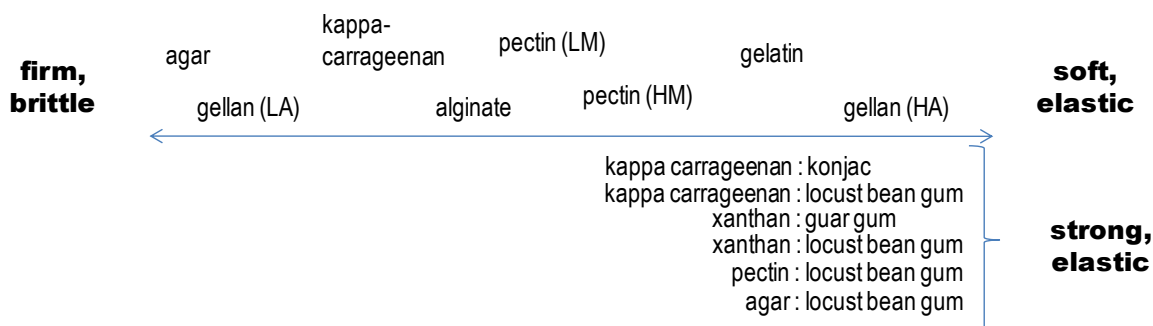 kappa-
carrageenan
pectin (LM)
agar
gelatin
firm,
brittle
soft,
elastic
gellan (LA)
alginate
pectin (HM)
gellan (HA)
kappa carrageenan : konjac
kappa carrageenan : locust bean gum
xanthan : guar gum
xanthan : locust bean gum
pectin : locust bean gum
agar : locust bean gum
strong,
elastic